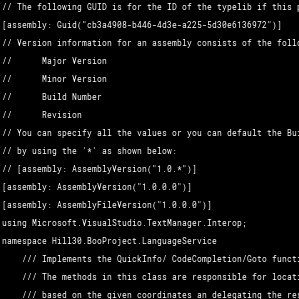 // The following GUID is for the ID of the typelib if this p
[assembly: Guid("cb3a4908-b446-4d3e-a225-5d30e6136972")]
// Version information for an assembly consists of the follo
//      Major Version
//      Minor Version
//      Build Number
//      Revision
// You can specify all the values or you can default the Bui
// by using the '*' as shown below:
// [assembly: AssemblyVersion("1.0.*")]
[assembly: AssemblyVersion("1.0.0.0")]
[assembly: AssemblyFileVersion("1.0.0.0")]
using Microsoft.VisualStudio.TextManager.Interop;
namespace Hill30.BooProject.LanguageService
    /// Implements the QuickInfo/ CodeCompletion/Goto functi
    /// The methods in this class are responsible for locati
    /// based on the given coordinates an delegating the res